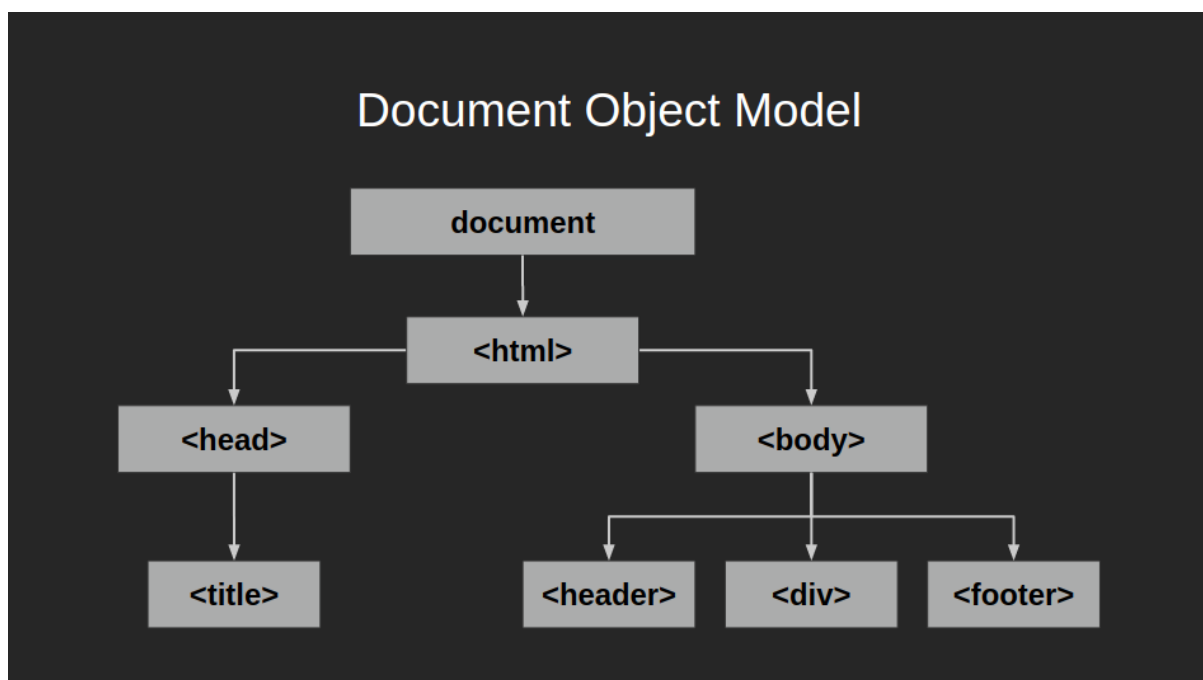 Document Object Model
document
<html>
<head>
<body>
<title>
<header>
<div>
<footer>